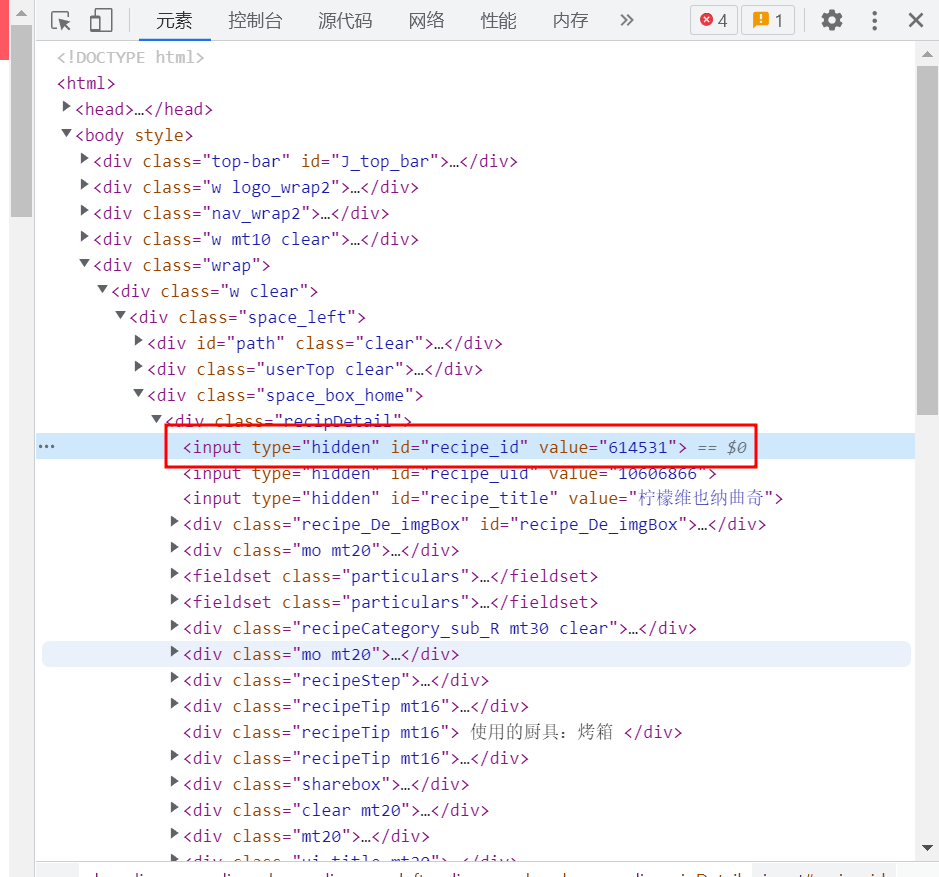 元素 控制台 源代码 网络 性能 内存 » 4 1
<!DOCTYPE html>
<html>
<head>…</head>
<body style>
<div class="top-bar" id="J_top_bar">…</div>
<div class="w logo_wrap2">…</div>
<div class="nav_wrap2">…</div>
<div class="w mt10 clear">…</div>
<div class="wrap">
<div class="w clear">
<div class="space_left">
<div id="path" class="clear">…</div>
<div class="userTop clear">…</div>
<div class="space_box_home">
<div class="recipDetail">
<input type="hidden" id="recipe_id" value="614531"> == $0
<input type="hidden" id="recipe_uid" value="10606866">
<input type="hidden" id="recipe_title" value="柠檬维也纳曲奇">
<div class="recipe_De_imgBox" id="recipe_De_imgBox">…</div>
<div class="mo mt20">…</div>
<fieldset class="particulars">…</fieldset>
<fieldset class="particulars">…</fieldset>
<div class="recipeCategory_sub_R mt30 clear">…</div>
<div class="mo mt20">…</div>
<div class="recipeStep">…</div>
<div class="recipeTip mt16">…</div>
<div class="recipeTip mt16"> 使用的厨具：烤箱 </div>
<div class="recipeTip mt16">…</div>
<div class="sharebox">…</div>
<div class="clear mt20">…</div>
<div class="mt20">…</div>
<div class="ui_title mt20">…</div>